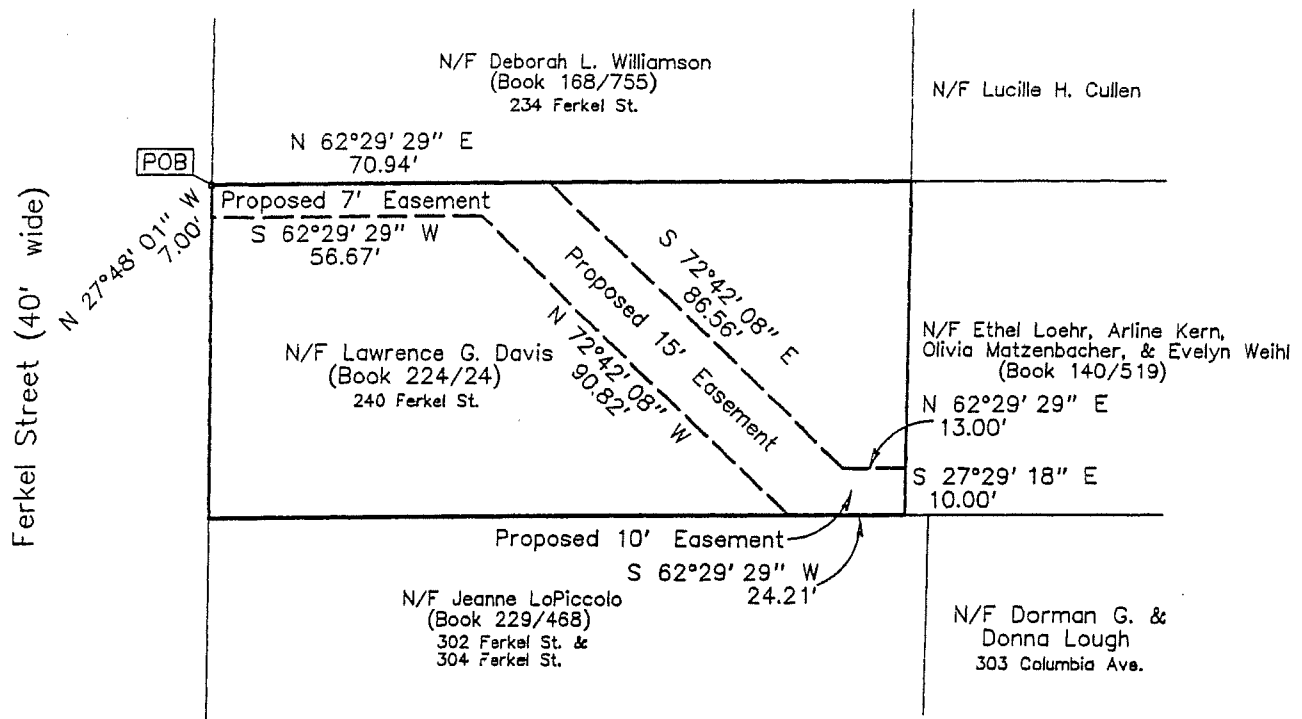 N/F Deborah L. Williamson
(Book 168/755)
234 Ferkel St.
N/F Lucille H. Cullen
N 62°29' 29" E
70.94'
POB
Proposed 7' Easement
S 62°29' 29" W
56.67'
N 27°48' 01" W
7.00'
Ferkel Street (40' wide)
S 72°42' 08" E
86.56'
Proposed 15' Easement
N 72°42' 08" W
90.82'
N/F Lawrence G. Davis
(Book 224/24)
240 Ferkel St.
N/F Ethel Loehr, Arline Kern,
Olivia Matzenbacher, & Evelyn Weihl
(Book 140/519)
N 62°29' 29" E
13.00'
S 27°29' 18" E
10.00'
Proposed 10' Easement
S 62°29' 29" W
24.21'
N/F Jeanne LoPiccolo
(Book 229/468)
302 Ferkel St. &
304 Ferkel St.
N/F Dorman G. &
Donna Lough
303 Columbia Ave.